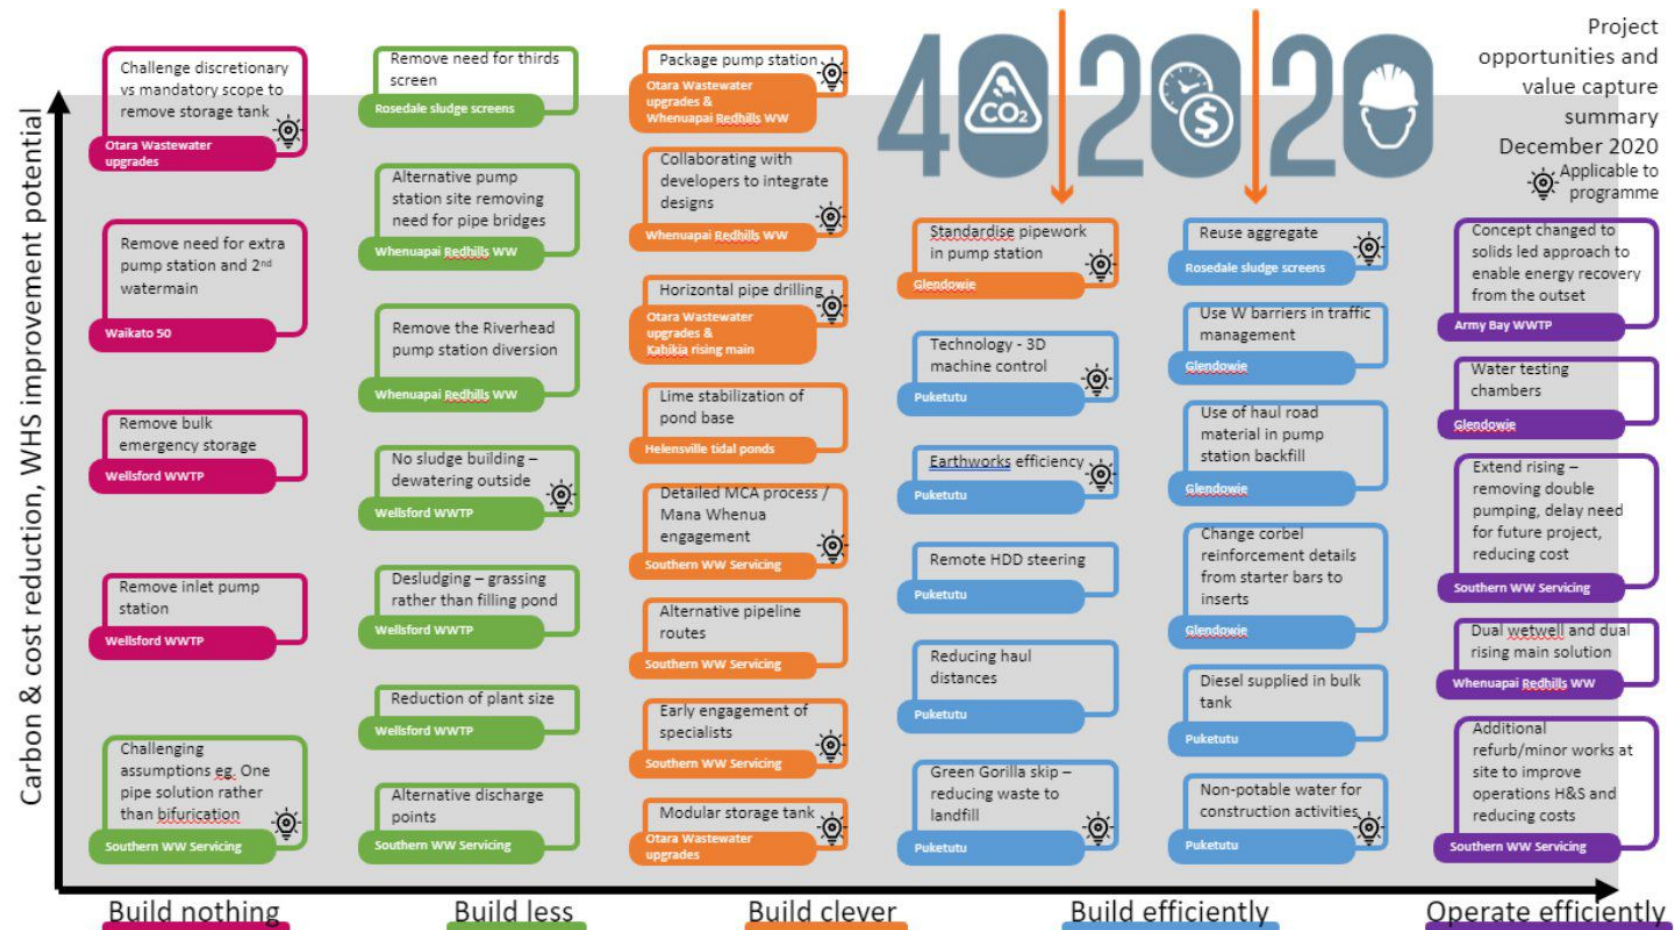 Carbon & cost reduction, WHS improvement potential
Challenge discretionary
vs mandatory scope to
remove storage tank
Otara Wastewater
upgrades
Remove need for extra
pump station and 2nd
watermain
Waikato 50
Remove bulk
emergency storage
Wellsford WWTP
Remove inlet pump
station
Wellsford WWTP
Challenging
assumptions eg. One
pipe solution rather
than bifurication
Southern WW Servicing
Remove need for thirds
screen
Rosedale sludge screens
Alternative pump
station site removing
need for pipe bridges
Whenuapai Redhills WW
Remove the Riverhead
pump station diversion
Whenuapai Redhills WW
No sludge building –
dewatering outside
Wellsford WWTP
Desludging – grassing
rather than filling pond
Wellsford WWTP
Reduction of plant size
Wellsford WWTP
Alternative discharge
points
Southern WW Servicing
Package pump station
Otara Wastewater
upgrades &
Whenuapai Redhills WW
Collaborating with
developers to integrate
designs
Whenuapai Redhills WW
Horizontal pipe drilling
Otara Wastewater
upgrades &
Kahikia rising main
Lime stabilization of
pond base
Helensville tidal ponds
Detailed MCA process /
Mana Whenua
engagement
Southern WW Servicing
Alternative pipeline
routes
Southern WW Servicing
Early engagement of
specialists
Southern WW Servicing
Modular storage tank
Otara Wastewater
upgrades
40 20 20
CO2
$
Standardise pipework
in pump station
Glendowie
Technology - 3D
machine control
Puketutu
Earthworks efficiency
Puketutu
Remote HDD steering
Puketutu
Reducing haul
distances
Puketutu
Green Gorilla skip –
reducing waste to
landfill
Puketutu
Reuse aggregate
Rosedale sludge screens
Use W barriers in traffic
management
Glendowie
Use of haul road
material in pump
station backfill
Glendowie
Change corbel
reinforcement details
from starter bars to
inserts
Glendowie
Diesel supplied in bulk
tank
Puketutu
Non-potable water for
construction activities
Puketutu
Project
opportunities and
value capture
summary
December 2020
Applicable to
programme
Concept changed to
solids led approach to
enable energy recovery
from the outset
Army Bay WWTP
Water testing
chambers
Glendowie
Extend rising –
removing double
pumping, delay need
for future project,
reducing cost
Southern WW Servicing
Dual wetwell and dual
rising main solution
Whenuapai Redhills WW
Additional
refurb/minor works at
site to improve
operations H&S and
reducing costs
Southern WW Servicing
Build nothing
Build less
Build clever
Build efficiently
Operate efficiently